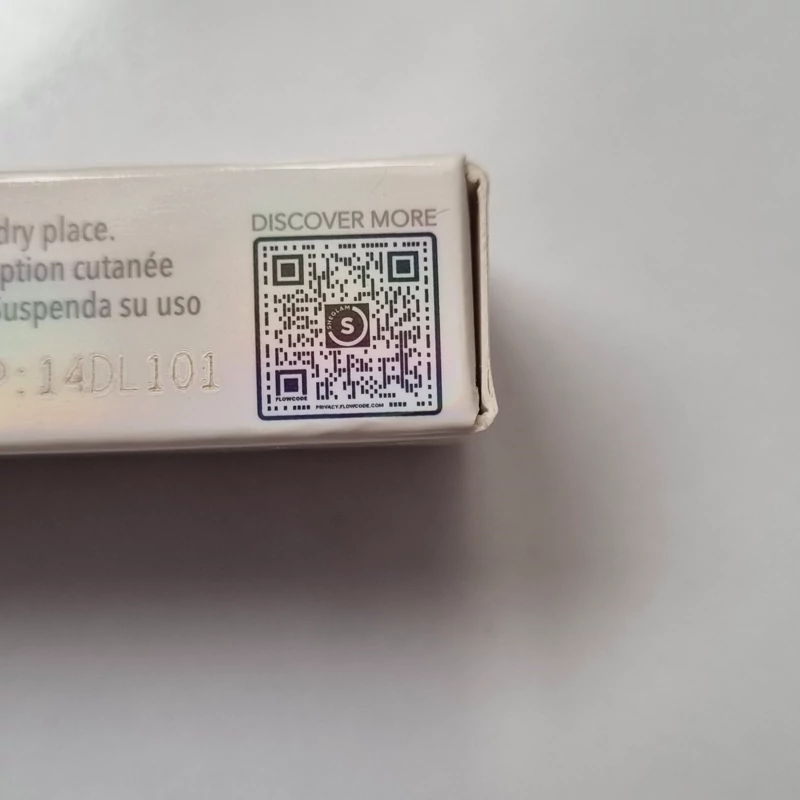 dry place.
ption cutanée
Suspenda su uso
P:14DL101
DISCOVER MORE
SHEGLAM
S
FLOWCODE
PRIVACY.FLOWCODE.COM